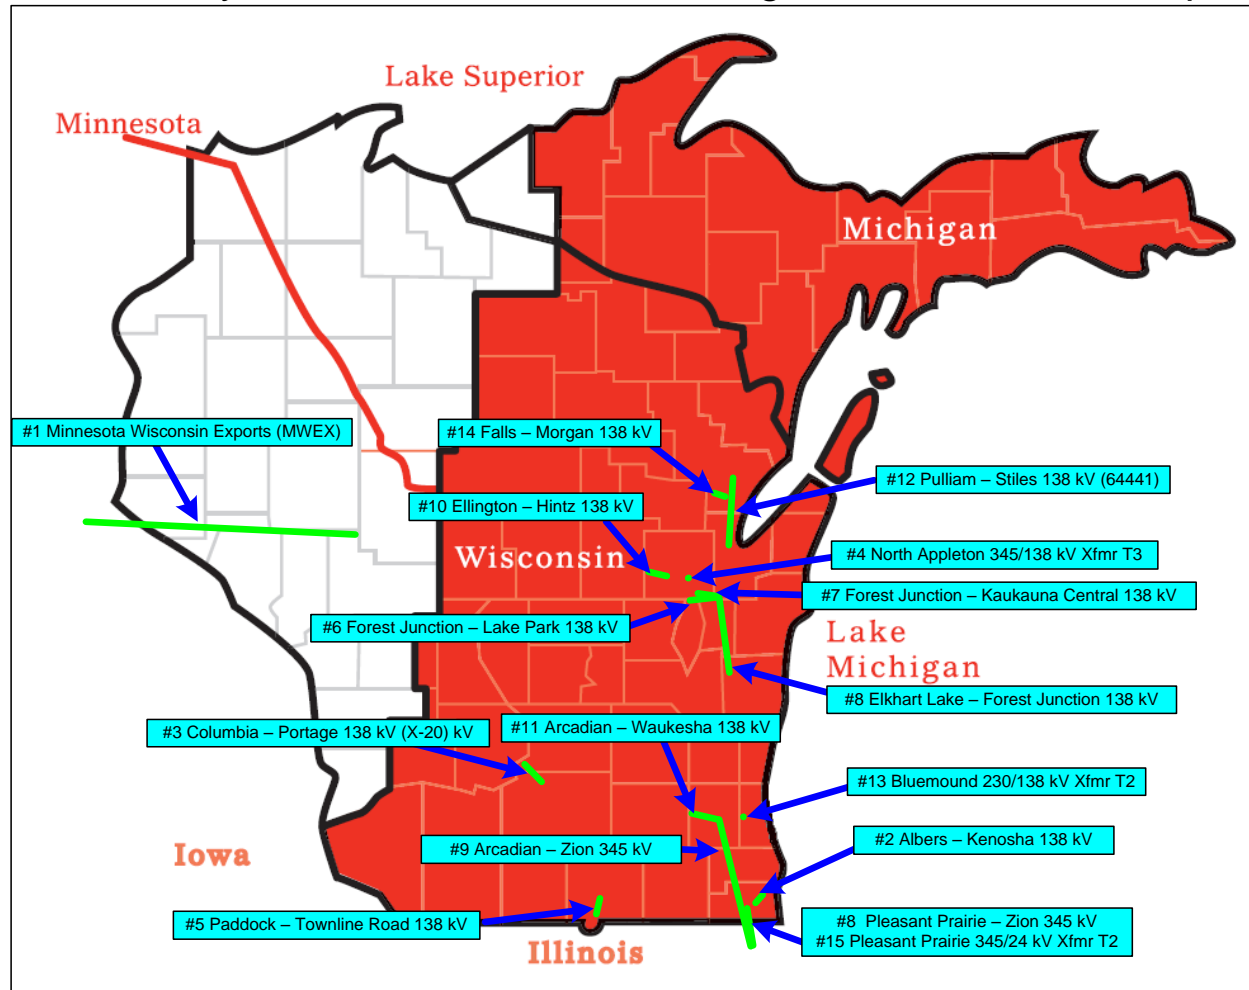 Lake Superior
Minnesota
Michigan
#1 Minnesota Wisconsin Exports (MWEX)
#14 Falls – Morgan 138 kV
#12 Pulliam – Stiles 138 kV (64441)
#10 Ellington – Hintz 138 kV
Wisconsin
#4 North Appleton 345/138 kV Xfmr T3
#7 Forest Junction – Kaukauna Central 138 kV
#6 Forest Junction – Lake Park 138 kV
Lake
Michigan
#8 Elkhart Lake – Forest Junction 138 kV
#3 Columbia – Portage 138 kV (X-20) kV
#11 Arcadian – Waukesha 138 kV
#13 Bluemound 230/138 kV Xfmr T2
#2 Albers – Kenosha 138 kV
#9 Arcadian – Zion 345 kV
Iowa
#5 Paddock – Townline Road 138 kV
#8 Pleasant Prairie – Zion 345 kV
#15 Pleasant Prairie 345/24 kV Xfmr T2
Illinois